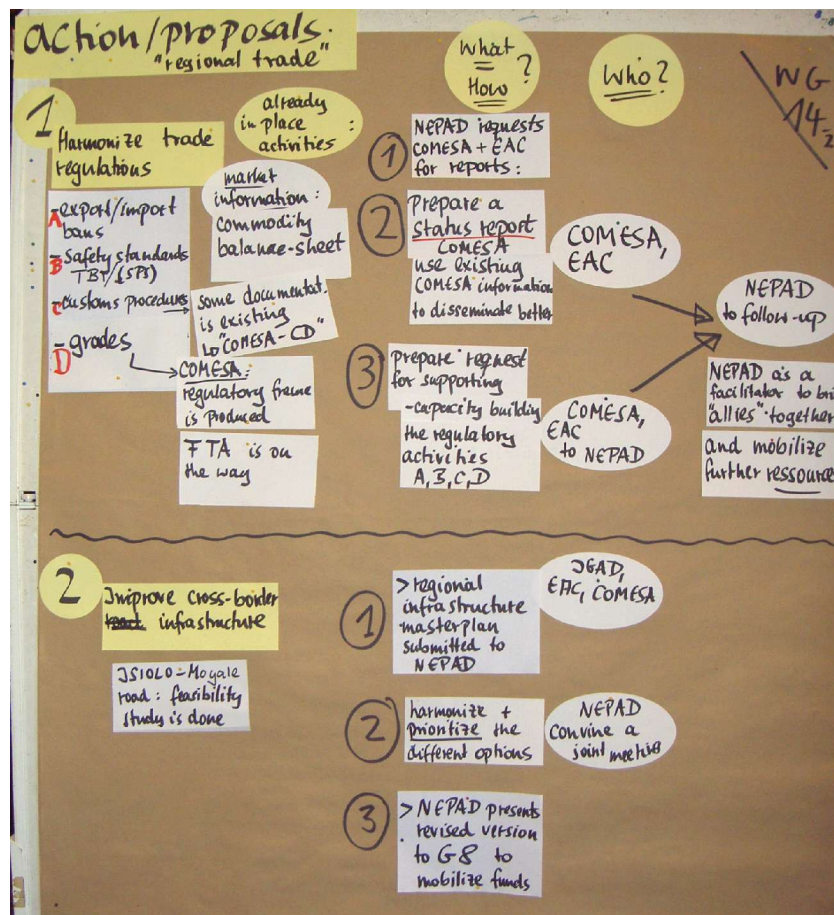 action/proposals.
"regional trade"
What
How ?
Who?
WG
14 2
1
Harmonize trade
regulations
already
in place :
activities
- export/import
A bans
- Safety standards
B TBT/(SPS)
- customs procedures
C
- grades
D
market
information :
commodity
balance-sheet
some documentat.
is existing
"COMESA-CD"
COMESA :
regulatory frame
is produced
FTA is on
the way
1
NEPAD requests
COMESA + EAC
for reports :
2
Prepare a
status report
COMESA
use existing
COMESA information
to disseminate better
COMESA,
EAC
3
Prepare request
for supporting
- capacity building
the regulatory
activities
A, B, C, D
COMESA,
EAC
to NEPAD
NEPAD
to follow-up
NEPAD as a
facilitator to bri
"allies" together
and mobilize
further ressource
2
Improve cross-border
infrastructure
ISIOLO-Moyale
road : feasibility
study is done
1
> regional
infrastructure
masterplan
submitted to
NEPAD
IGAD,
EAC, COMESA
2
harmonize +
prioritize the
different options
NEPAD
convine a
joint meeting
3
> NEPAD presents
revised version
to G8 to
mobilize funds